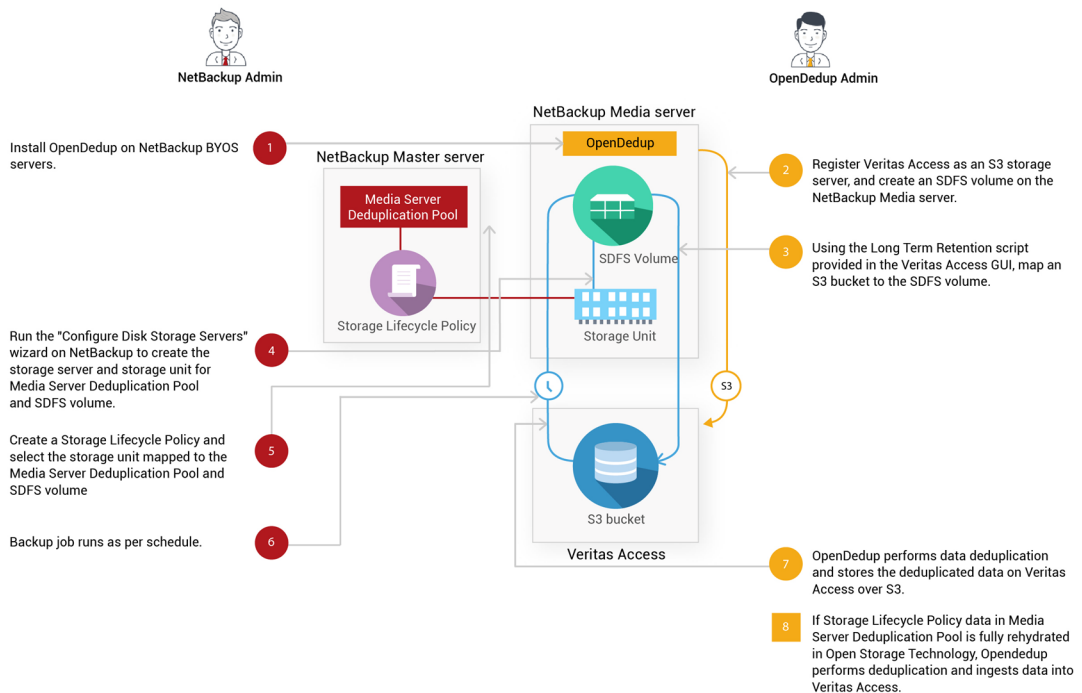 NetBackup Admin
OpenDedup Admin
NetBackup Media server
OpenDedup
1
Install OpenDedup on NetBackup BYOS
servers.
NetBackup Master server
Media Server
Deduplication Pool
Storage Lifecycle Policy
SDFS Volume
Storage Unit
2
Register Veritas Access as an S3 storage
server, and create an SDFS volume on the
NetBackup Media server.
3
Using the Long Term Retention script
provided in the Veritas Access GUI, map an
S3 bucket to the SDFS volume.
4
Run the "Configure Disk Storage Servers"
wizard on NetBackup to create the
storage server and storage unit for
Media Server Deduplication Pool
and SDFS volume.
S3
5
Create a Storage Lifecycle Policy and
select the storage unit mapped to the
Media Server Deduplication Pool and
SDFS volume
S3 bucket
Veritas Access
6
Backup job runs as per schedule.
7
OpenDedup performs data deduplication
and stores the deduplicated data on Veritas
Access over S3.
8
If Storage Lifecycle Policy data in Media
Server Deduplication Pool is fully rehydrated
in Open Storage Technology, Opendedup
performs deduplication and ingests data into
Veritas Access.